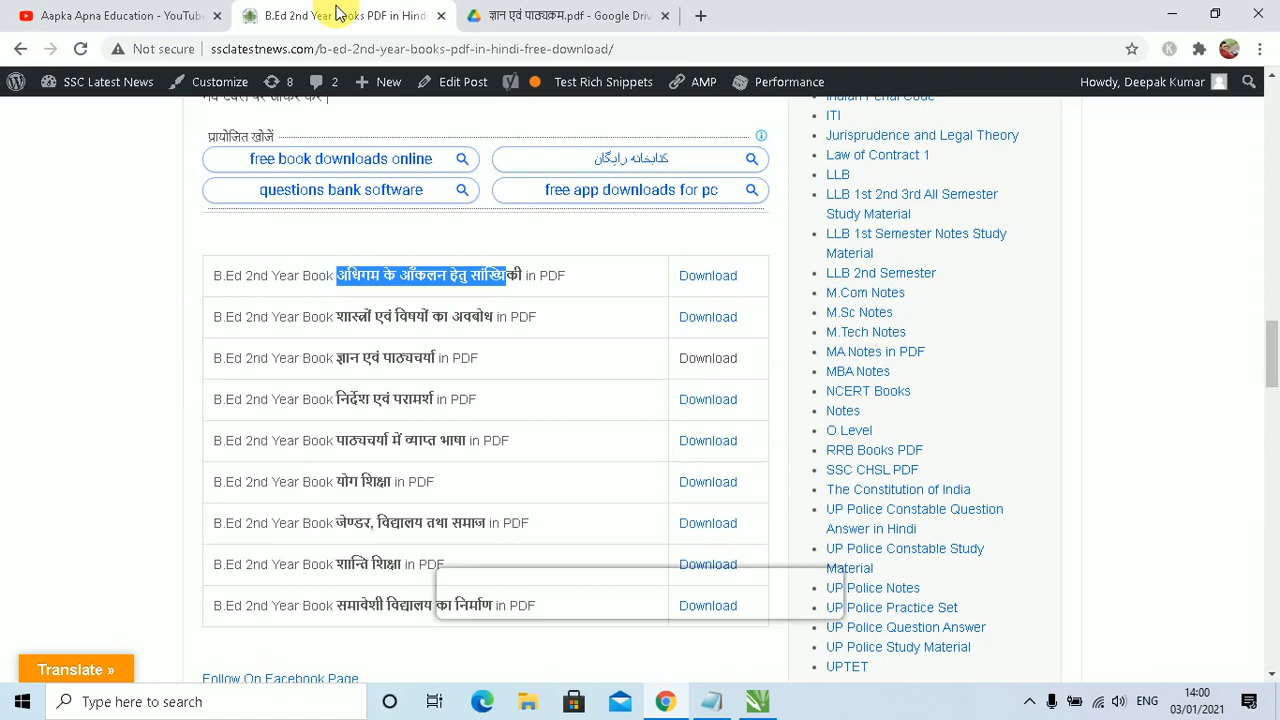 Aapka Apna Education - YouTube
B.Ed 2nd Year Books PDF in Hindi
ज्ञान एवं पाठ्यक्रम.pdf - Google Driv
Not secure
ssclatestnews.com/b-ed-2nd-year-books-pdf-in-hindi-free-download/
SSC Latest News Customize 8 2 New Edit Post Test Rich Snippets AMP Performance Howdy, Deepak Kumar
प्रायोजित खोजें
free book downloads online
کتابخانه رایگان
questions bank software
free app downloads for pc
B.Ed 2nd Year Book अधिगम के आँकलन हेतु सांख्यिकी in PDF Download
B.Ed 2nd Year Book शास्त्रों एवं विषयों का अवबोध in PDF Download
B.Ed 2nd Year Book ज्ञान एवं पाठ्यचर्या in PDF Download
B.Ed 2nd Year Book निर्देश एवं परामर्श in PDF Download
B.Ed 2nd Year Book पाठ्यचर्या में व्याप्त भाषा in PDF Download
B.Ed 2nd Year Book योग शिक्षा in PDF Download
B.Ed 2nd Year Book जेण्डर, विद्यालय तथा समाज in PDF Download
B.Ed 2nd Year Book शान्ति शिक्षा in PDF Download
B.Ed 2nd Year Book समावेशी विद्यालय का निर्माण in PDF Download
Follow On Facebook Page
Indian Penal Code
ITI
Jurisprudence and Legal Theory
Law of Contract 1
LLB
LLB 1st 2nd 3rd All Semester
Study Material
LLB 1st Semester Notes Study
Material
LLB 2nd Semester
M.Com Notes
M.Sc Notes
M.Tech Notes
MA Notes in PDF
MBA Notes
NCERT Books
Notes
O Level
RRB Books PDF
SSC CHSL PDF
The Constitution of India
UP Police Constable Question
Answer in Hindi
UP Police Constable Study
Material
UP Police Notes
UP Police Practice Set
UP Police Question Answer
UP Police Study Material
UPTET
Translate »
Type here to search
ENG
14:00
03/01/2021